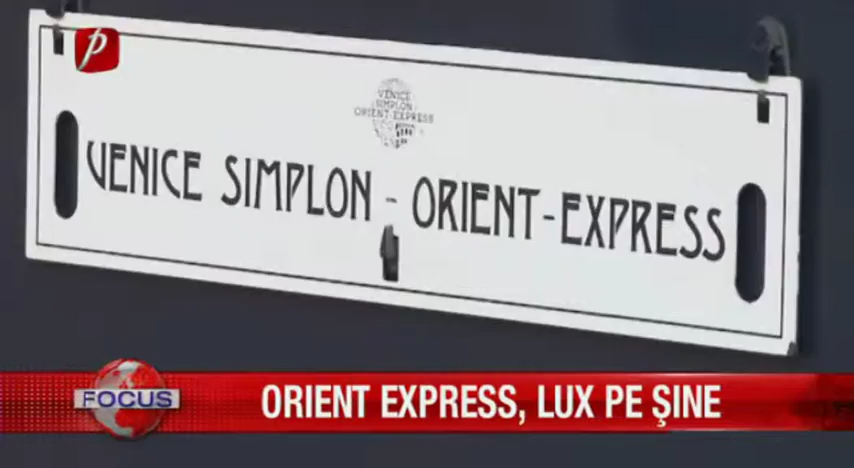 p
VENICE
SIMPLON
ORIENT-EXPRESS
VENICE SIMPLON - ORIENT-EXPRESS
FOCUS
ORIENT EXPRESS, LUX PE ŞINE